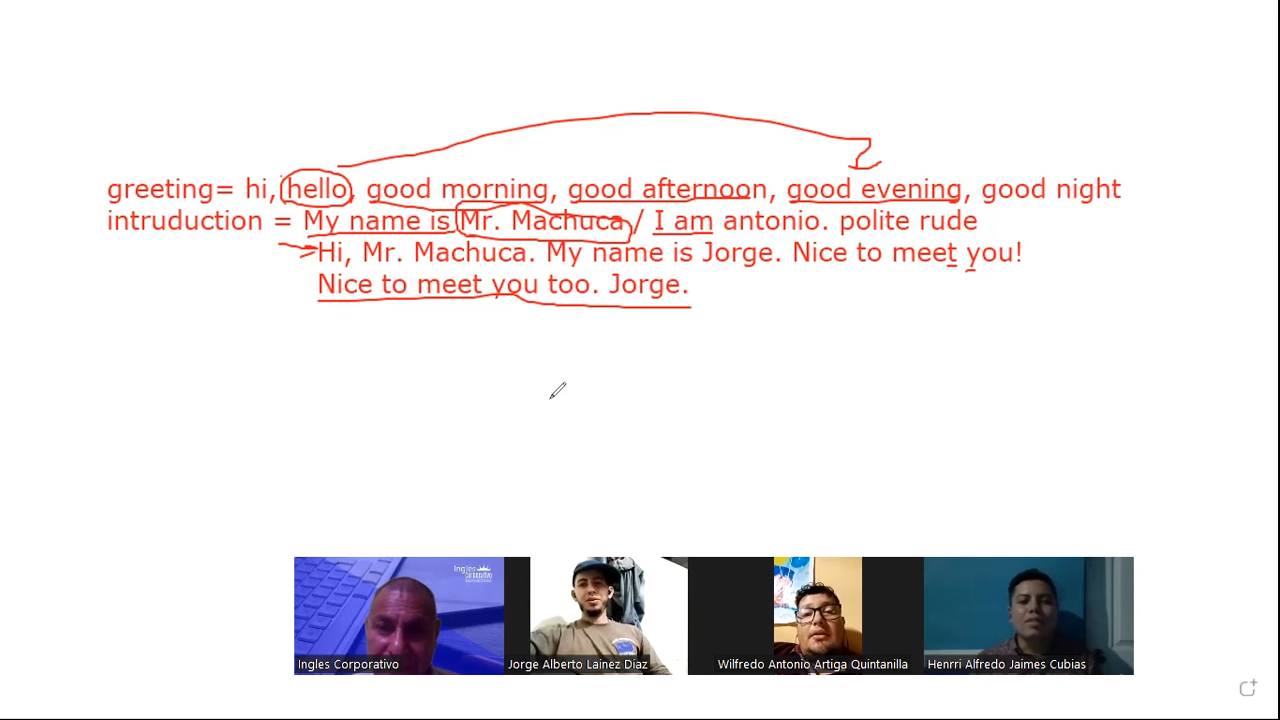 greeting= hi, hello, good morning, good afternoon, good evening, good night
intruduction = My name is Mr. Machuca / I am antonio. polite rude
Hi, Mr. Machuca. My name is Jorge. Nice to meet you!
Nice to meet you too. Jorge.
Ingles
corporativo
Ingles Corporativo
Jorge Alberto Lainez Diaz
Wilfredo Antonio Artiga Quintanilla
Henrri Alfredo Jaimes Cubias